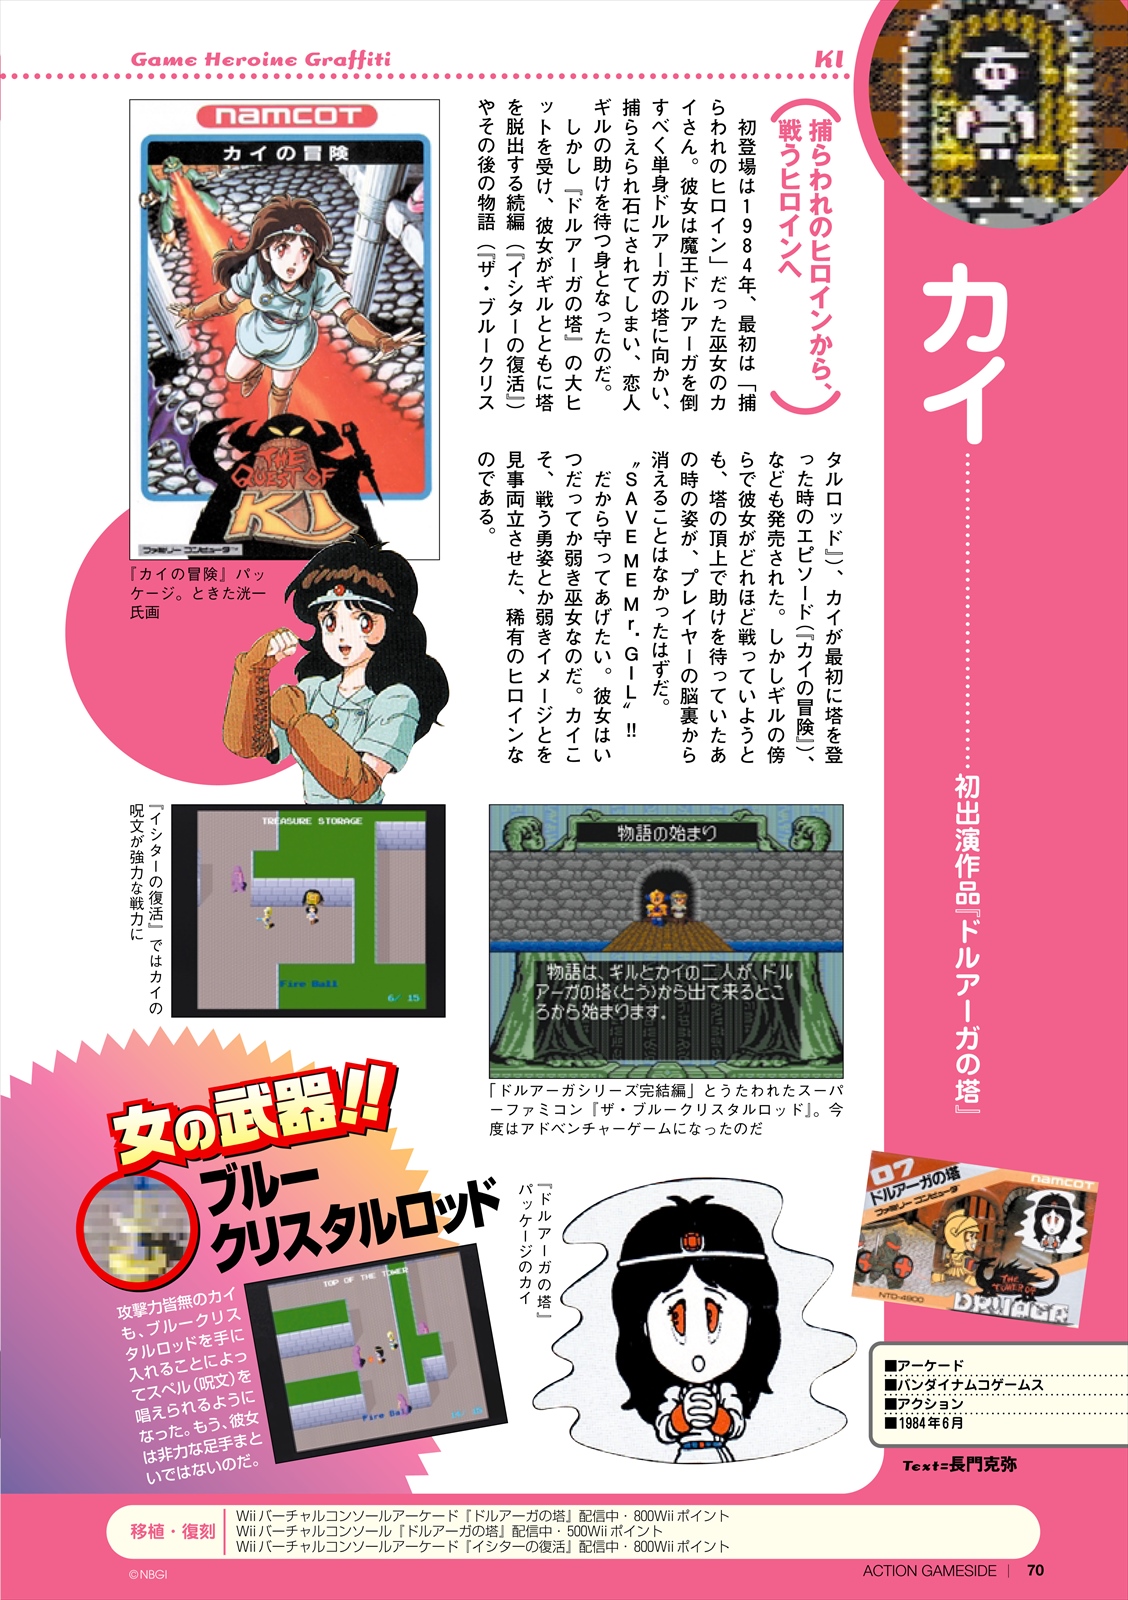 Game Heroine Graffiti
KI
カイ
初出演作品『ドルアーガの塔』
捕らわれのヒロインから、
戦うヒロインへ
初登場は1984年、最初は「捕
らわれのヒロイン」だった巫女のカ
イさん。彼女は魔王ドルアーガを倒
すべく単身ドルアーガの塔に向かい、
捕らえられ石にされてしまい、恋人
ギルの助けを待つ身となったのだ。
しかし『ドルアーガの塔』の大ヒ
ットを受け、彼女がギルとともに塔
を脱出する続編（『イシターの復活』）
やその後の物語（『ザ・ブルークリス
タルロッド』）、カイが最初に塔を登
った時のエピソード（『カイの冒険』）、
なども発売された。しかしギルの傍
らで彼女がどれほど戦っていようと
も、塔の頂上で助けを待っていたあ
の時の姿が、プレイヤーの脳裏から
消えることはなかったはずだ。
〝SAVE ME Mr.GIL〟!!
だから守ってあげたい。彼女はい
つだってか弱き巫女なのだ。カイこ
そ、戦う勇姿とか弱きイメージとを
見事両立させた、稀有のヒロインな
のである。
namcot
カイの冒険
THE
QUEST OF
KI
ファミリーコンピュータ™
『カイの冒険』パッ
ケージ。ときた洸一
氏画
TREASURE STORAGE
Fire Ball
6/ 15
『イシターの復活』ではカイの
呪文が強力な戦力に
物語の始まり
物語は、ギルとカイの二人が、ドル
アーガの塔(とう)から出て来るとこ
ろから始まります。
「ドルアーガシリーズ完結編」とうたわれたスーパ
ーファミコン『ザ・ブルークリスタルロッド』。今
度はアドベンチャーゲームになったのだ
女の武器!!
ブルー
クリスタルロッド
攻撃力皆無のカイ
も、ブルークリス
タルロッドを手に
入れることによっ
てスペル（呪文）を
唱えられるように
なった。もう、彼女
は非力な足手まと
いではないのだ。
TOP OF THE TOWER
Fire Ball
『ドルアーガの塔』
パッケージのカイ
07
ドルアーガの塔
ファミリーコンピュータ
namcot
NTD-4900
THE
TOWER OF
DRUAGA
■アーケード
■バンダイナムコゲームス
■アクション
■1984年6月
Text=長門克弥
移植・復刻
Wiiバーチャルコンソールアーケード『ドルアーガの塔』配信中・800Wiiポイント
Wiiバーチャルコンソール『ドルアーガの塔』配信中・500Wiiポイント
Wiiバーチャルコンソールアーケード『イシターの復活』配信中・800Wiiポイント
©NBGI
ACTION GAMESIDE | 70